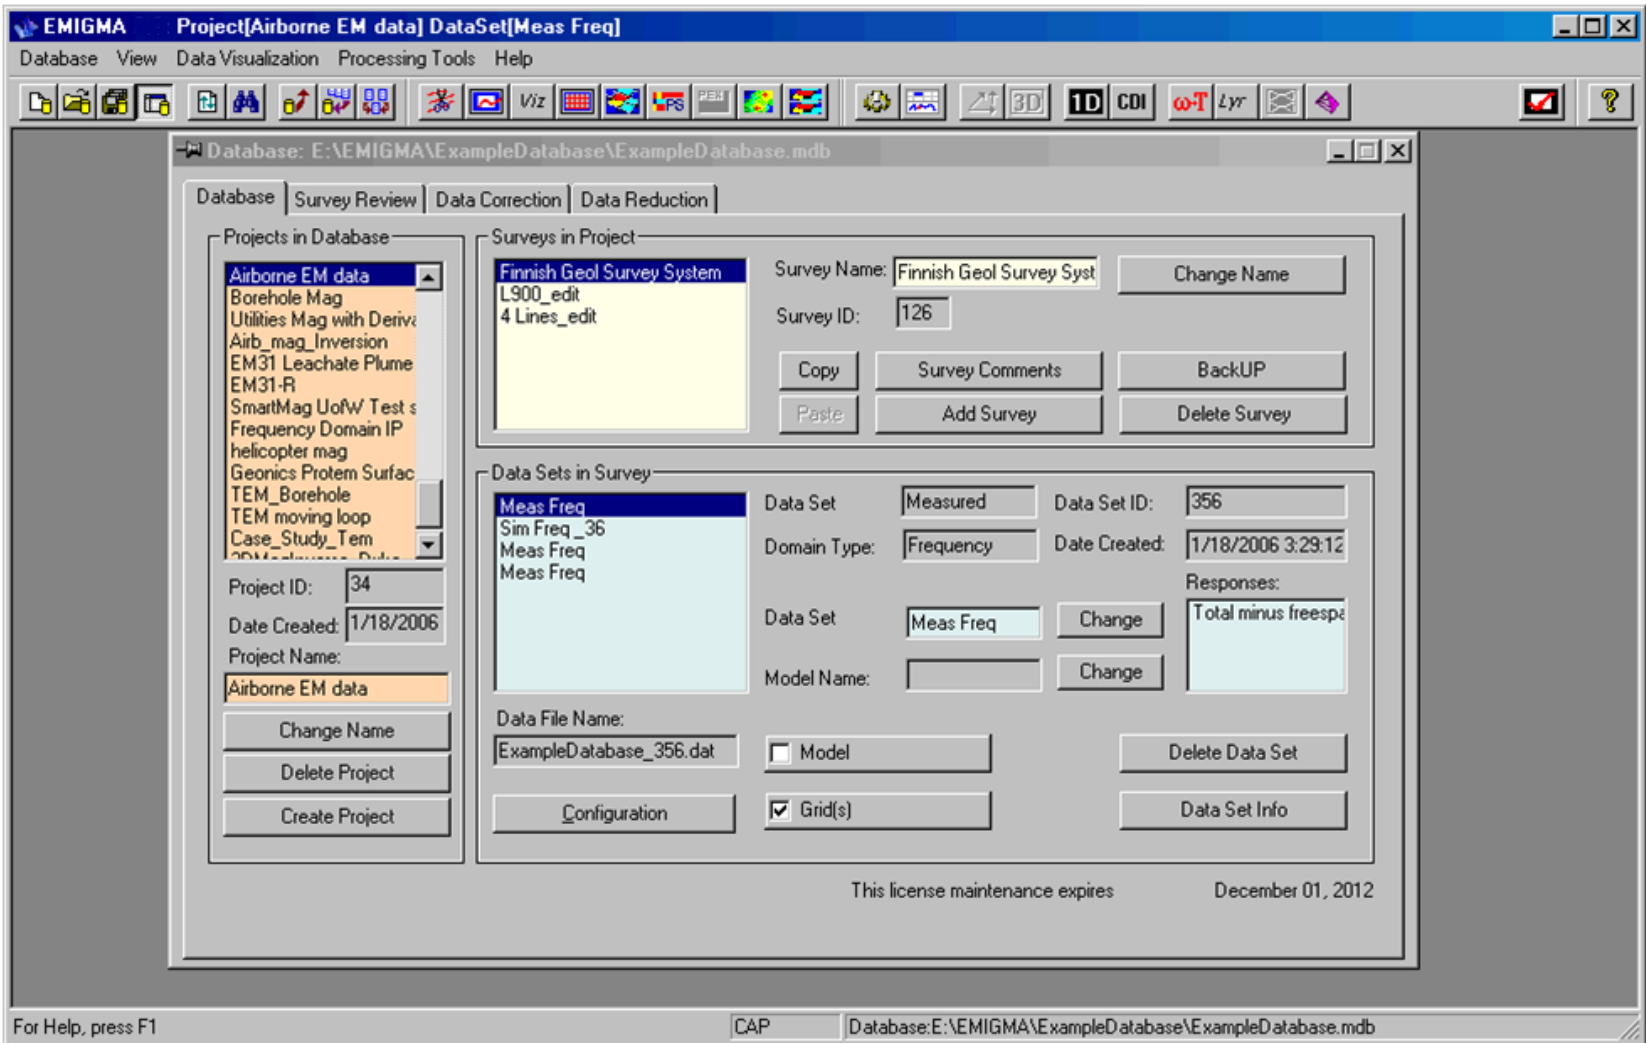 EMIGMA Project[Airborne EM data] DataSet[Meas Freq]
Database View Data Visualization Processing Tools Help
Viz PS PEX 3D 1D CDI ω-T Lyr ?
Database: E:\EMIGMA\ExampleDatabase\ExampleDatabase.mdb
Database Survey Review Data Correction Data Reduction
Projects in Database
Airborne EM data
Borehole Mag
Utilities Mag with Deriva
Airb_mag_Inversion
EM31 Leachate Plume
EM31-R
SmartMag UofW Test s
Frequency Domain IP
helicopter mag
Geonics Protem Surfac
TEM_Borehole
TEM moving loop
Case_Study_Tem
Project ID: 34
Date Created: 1/18/2006
Project Name:
Airborne EM data
Change Name
Delete Project
Create Project
Surveys in Project
Finnish Geol Survey System
L900_edit
4 Lines_edit
Survey Name: Finnish Geol Survey Syst Change Name
Survey ID: 126
Copy Survey Comments BackUP
Paste Add Survey Delete Survey
Data Sets in Survey
Meas Freq
Sim Freq _36
Meas Freq
Meas Freq
Data Set Measured Data Set ID: 356
Domain Type: Frequency Date Created: 1/18/2006 3:29:12
Responses:
Total minus freespa
Data Set Meas Freq Change
Model Name: Change
Data File Name:
ExampleDatabase_356.dat
Model Delete Data Set
Configuration Grid(s) Data Set Info
This license maintenance expires December 01, 2012
For Help, press F1 CAP Database:E:\EMIGMA\ExampleDatabase\ExampleDatabase.mdb